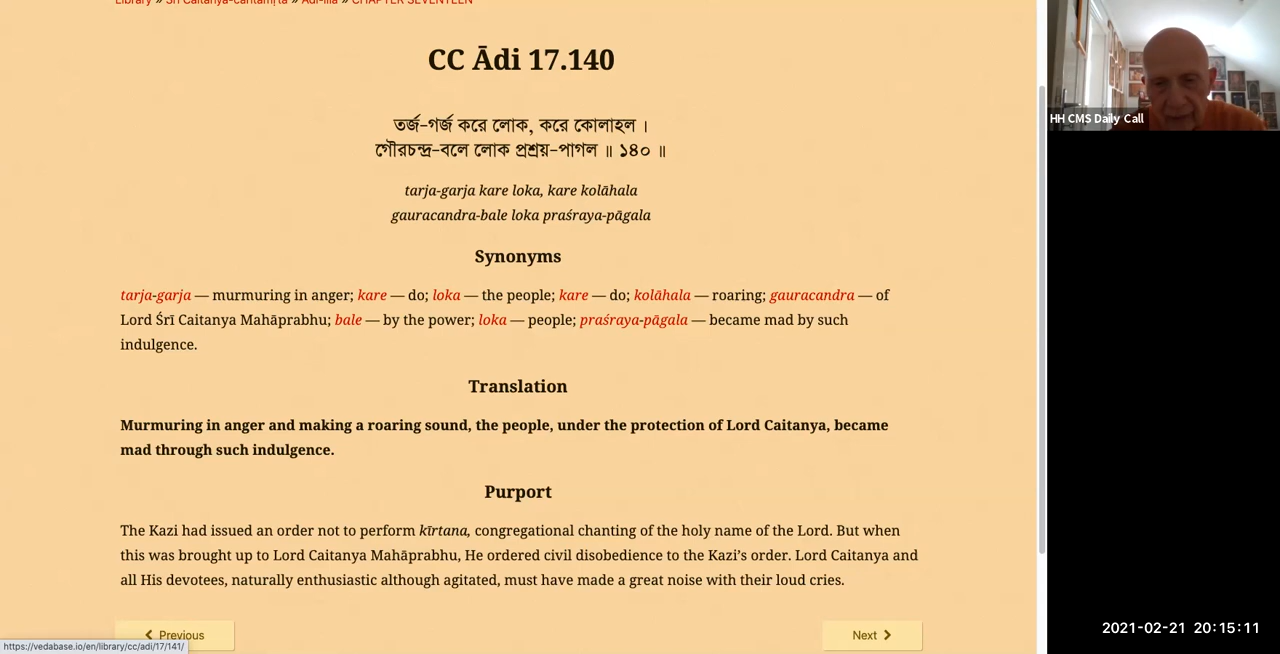 Library » Śrī Caitanya-caritāmṛta » Ādi-līlā » CHAPTER SEVENTEEN
CC Ādi 17.140
তর্জ–গর্জ করে লোক, করে কোলাহল ।
গৌরচন্দ্র–বলে লোক প্রশ্রয়–পাগল ॥ ১৪০ ॥
tarja-garja kare loka, kare kolāhala
gauracandra-bale loka praśraya-pāgala
Synonyms
tarja-garja — murmuring in anger; kare — do; loka — the people; kare — do; kolāhala — roaring; gauracandra — of
Lord Śrī Caitanya Mahāprabhu; bale — by the power; loka — people; praśraya-pāgala — became mad by such
indulgence.
Translation
Murmuring in anger and making a roaring sound, the people, under the protection of Lord Caitanya, became
mad through such indulgence.
Purport
The Kazi had issued an order not to perform kīrtana, congregational chanting of the holy name of the Lord. But when
this was brought up to Lord Caitanya Mahāprabhu, He ordered civil disobedience to the Kazi’s order. Lord Caitanya and
all His devotees, naturally enthusiastic although agitated, must have made a great noise with their loud cries.
Previous
Next
https://vedabase.io/en/library/cc/adi/17/141/
HH CMS Daily Call
2021-02-21 20:15:11